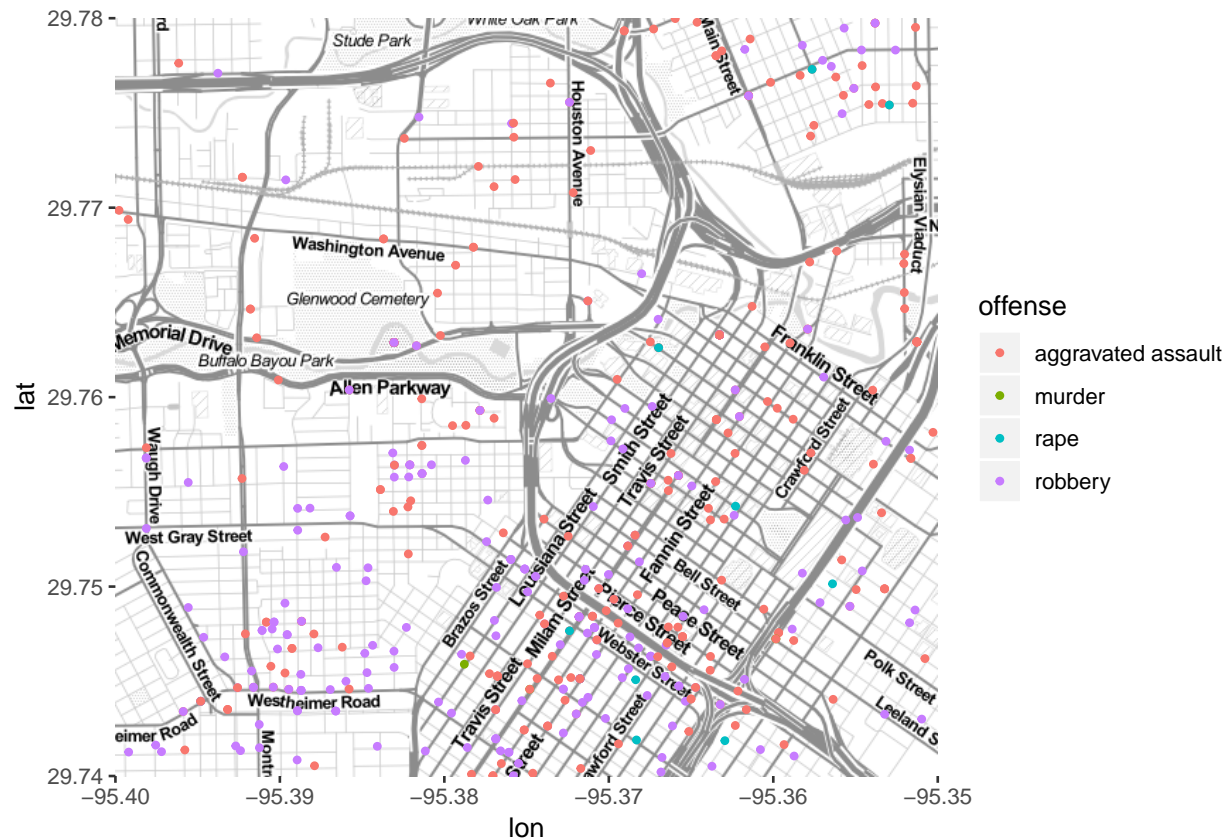 29.78
29.77
29.76
29.75
29.74
lat
−95.40
−95.39
−95.38
−95.37
−95.36
−95.35
lon
White Oak Park
Stude Park
Main Street
Houston Avenue
Elysian Viaduct
N
Washington Avenue
Glenwood Cemetery
Memorial Drive
Buffalo Bayou Park
Allen Parkway
Franklin Street
Crawford Street
Smith Street
Travis Street
Waugh Drive
West Gray Street
Commonwealth Street
Louisiana Street
Fannin Street
Bell Street
Brazos Street
Milam Street
Pierce Street
Pease Street
Webster Street
Polk Street
Leeland S
Westheimer Road
eimer Road
Montr
Travis Street
Street
awford Street
rd
offense
aggravated assault
murder
rape
robbery